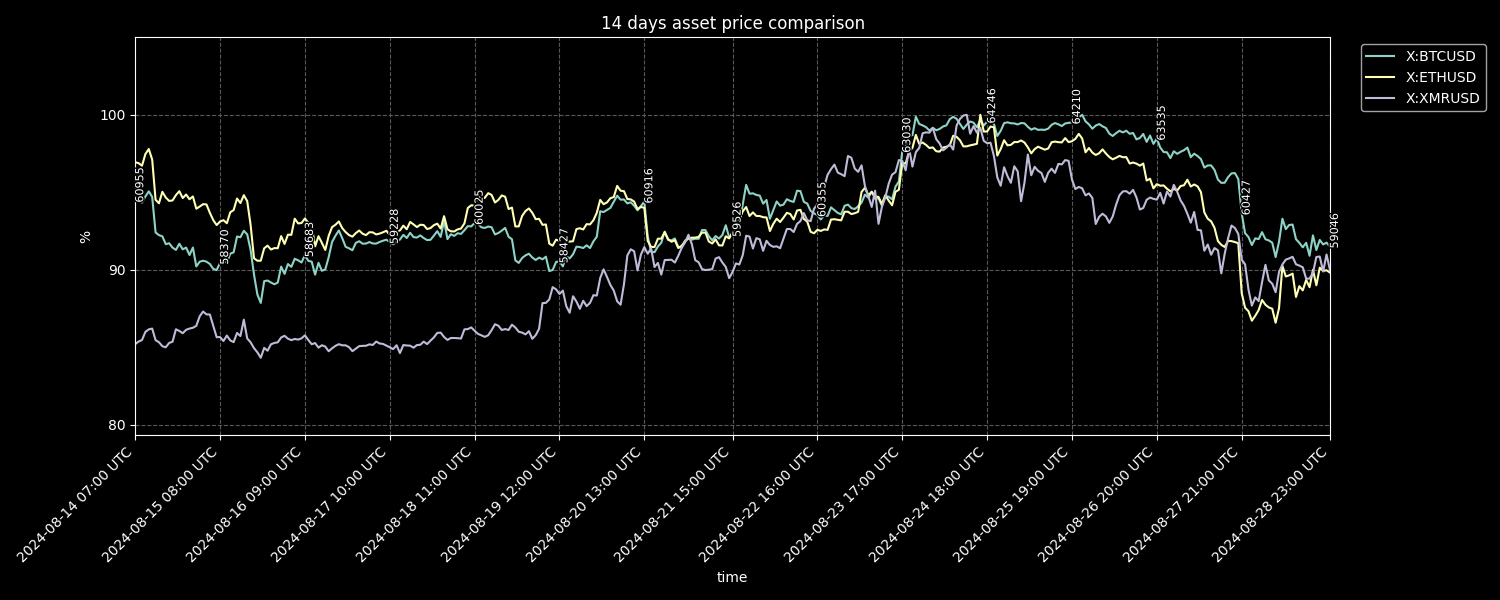 14 days asset price comparison
X:BTCUSD
X:ETHUSD
X:XMRUSD
100
90
80
%
60955
58370
58683
59228
60025
58427
60916
59526
60355
63030
64246
64210
63535
60427
59046
2024-08-14 07:00 UTC
2024-08-15 08:00 UTC
2024-08-16 09:00 UTC
2024-08-17 10:00 UTC
2024-08-18 11:00 UTC
2024-08-19 12:00 UTC
2024-08-20 13:00 UTC
2024-08-21 15:00 UTC
2024-08-22 16:00 UTC
2024-08-23 17:00 UTC
2024-08-24 18:00 UTC
2024-08-25 19:00 UTC
2024-08-26 20:00 UTC
2024-08-27 21:00 UTC
2024-08-28 23:00 UTC
time